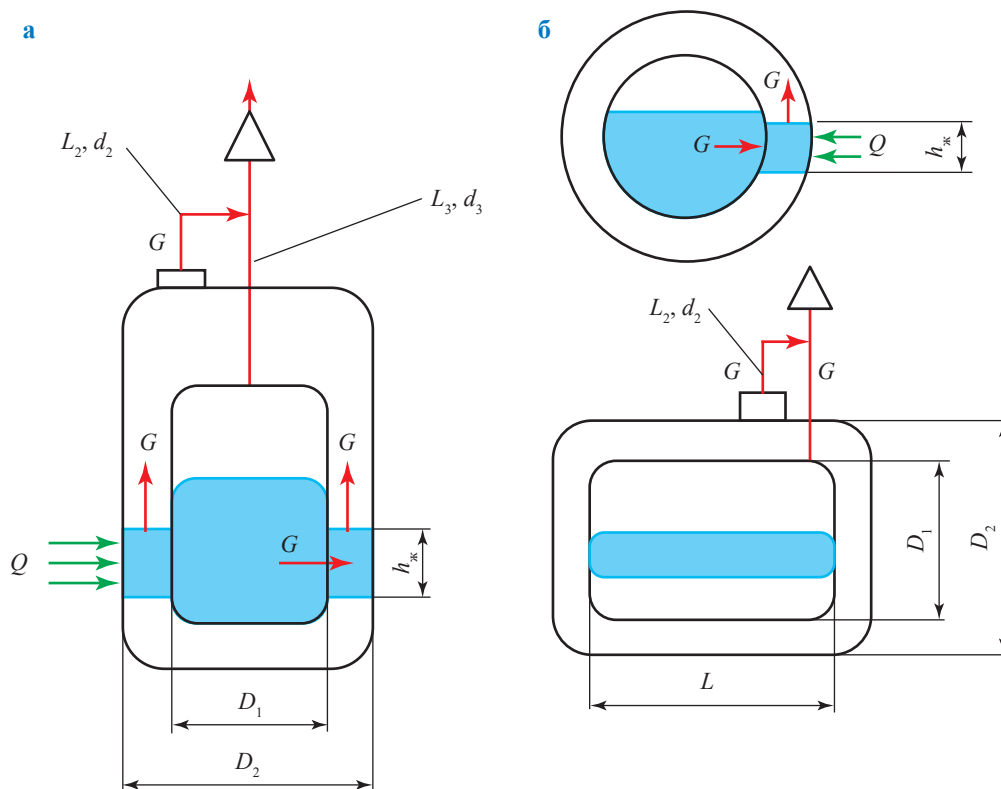 а
L₂, d₂
G
L₃, d₃
G
G
Q
G
hж
D₁
D₂
б
G
G
Q
hж
L₂, d₂
G
G
D₁
D₂
L